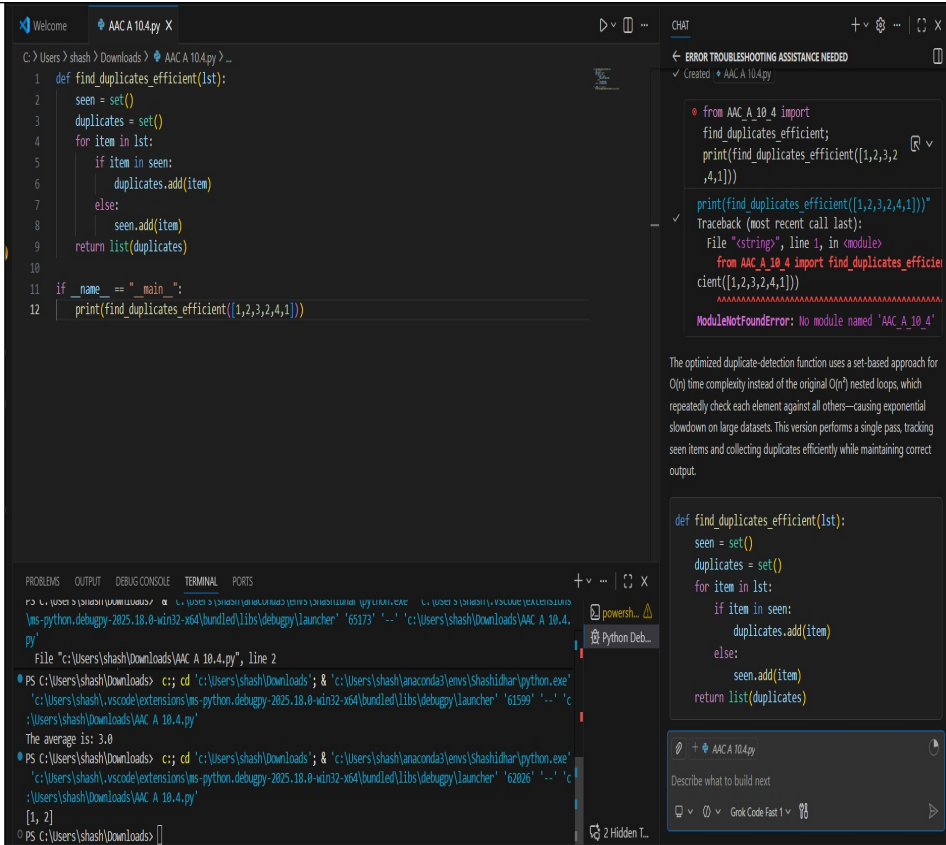 Welcome
AAC A 10.4.py
C: > Users > shash > Downloads > AAC A 10.4.py > ...
1 def find_duplicates_efficient(lst):
2 seen = set()
3 duplicates = set()
4 for item in lst:
5 if item in seen:
6 duplicates.add(item)
7 else:
8 seen.add(item)
9 return list(duplicates)
10
11 if __name__ == "__main__":
12 print(find_duplicates_efficient([1,2,3,2,4,1]))
PROBLEMS OUTPUT DEBUG CONSOLE TERMINAL PORTS
PS C:\Users\shash\Downloads> & 'c:\Users\shash\anaconda3\envs\Shashidhar\python.exe' 'c:\Users\shash\.vscode\extensions
\ms-python.debugpy-2025.18.0-win32-x64\bundled\libs\debugpy\launcher' '65173' '--' 'c:\Users\shash\Downloads\AAC A 10.4.
py'
File "c:\Users\shash\Downloads\AAC A 10.4.py", line 2
PS C:\Users\shash\Downloads> c:; cd 'c:\Users\shash\Downloads'; & 'c:\Users\shash\anaconda3\envs\Shashidhar\python.exe'
'c:\Users\shash\.vscode\extensions\ms-python.debugpy-2025.18.0-win32-x64\bundled\libs\debugpy\launcher' '61599' '--' 'c
:\Users\shash\Downloads\AAC A 10.4.py'
The average is: 3.0
PS C:\Users\shash\Downloads> c:; cd 'c:\Users\shash\Downloads'; & 'c:\Users\shash\anaconda3\envs\Shashidhar\python.exe'
'c:\Users\shash\.vscode\extensions\ms-python.debugpy-2025.18.0-win32-x64\bundled\libs\debugpy\launcher' '62026' '--' 'c
:\Users\shash\Downloads\AAC A 10.4.py'
[1, 2]
PS C:\Users\shash\Downloads>
powersh...
Python Deb...
2 Hidden T...
CHAT
ERROR TROUBLESHOOTING ASSISTANCE NEEDED
Created AAC A 10.4.py
from AAC_A_10_4 import
find_duplicates_efficient;
print(find_duplicates_efficient([1,2,3,2
,4,1]))
print(find_duplicates_efficient([1,2,3,2,4,1]))"
Traceback (most recent call last):
File "<string>", line 1, in <module>
from AAC_A_10_4 import find_duplicates_efficie
cient([1,2,3,2,4,1]))
^^^^^^^^^^^^^^^^^^^^^^^^^^^^^^^^^^^^^^^^^^^^^
ModuleNotFoundError: No module named 'AAC_A_10_4'
The optimized duplicate-detection function uses a set-based approach for
O(n) time complexity instead of the original O(n²) nested loops, which
repeatedly check each element against all others—causing exponential
slowdown on large datasets. This version performs a single pass, tracking
seen items and collecting duplicates efficiently while maintaining correct
output.
def find_duplicates_efficient(lst):
seen = set()
duplicates = set()
for item in lst:
if item in seen:
duplicates.add(item)
else:
seen.add(item)
return list(duplicates)
AAC A 10.4.py
Describe what to build next
Grok Code Fast 1